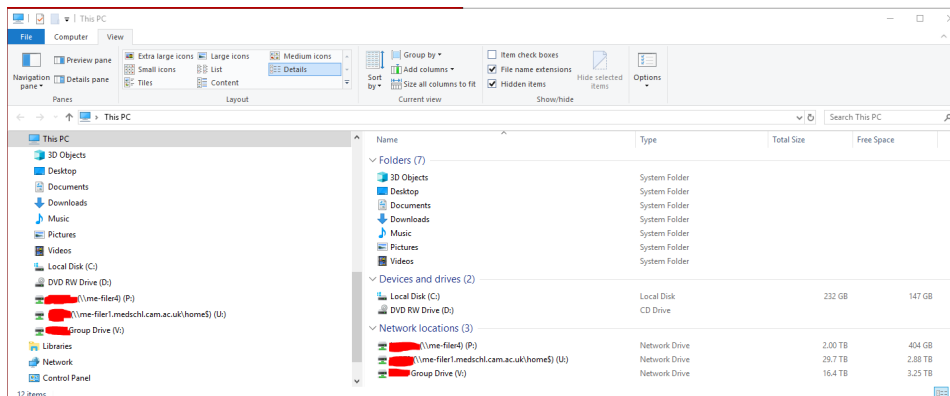 This PC
File Computer View
Navigation pane
Preview pane
Details pane
Panes
Extra large icons Large icons Medium icons
Small icons List Details
Tiles Content
Layout
Sort by
Group by
Add columns
Size all columns to fit
Current view
Item check boxes
File name extensions
Hidden items
Hide selected items
Show/hide
Options
This PC
Search This PC
This PC
3D Objects
Desktop
Documents
Downloads
Music
Pictures
Videos
Local Disk (C:)
DVD RW Drive (D:)
(\\me-filer4) (P:)
(\\me-filer1.medschl.cam.ac.uk\home$) (U:)
Group Drive (V:)
Libraries
Network
Control Panel
12 items
Name Type Total Size Free Space
Folders (7)
3D Objects System Folder
Desktop System Folder
Documents System Folder
Downloads System Folder
Music System Folder
Pictures System Folder
Videos System Folder
Devices and drives (2)
Local Disk (C:) Local Disk 232 GB 147 GB
DVD RW Drive (D:) CD Drive
Network locations (3)
(\\me-filer4) (P:) Network Drive 2.00 TB 404 GB
(\\me-filer1.medschl.cam.ac.uk\home$) (U:) Network Drive 29.7 TB 2.88 TB
Group Drive (V:) Network Drive 16.4 TB 3.25 TB